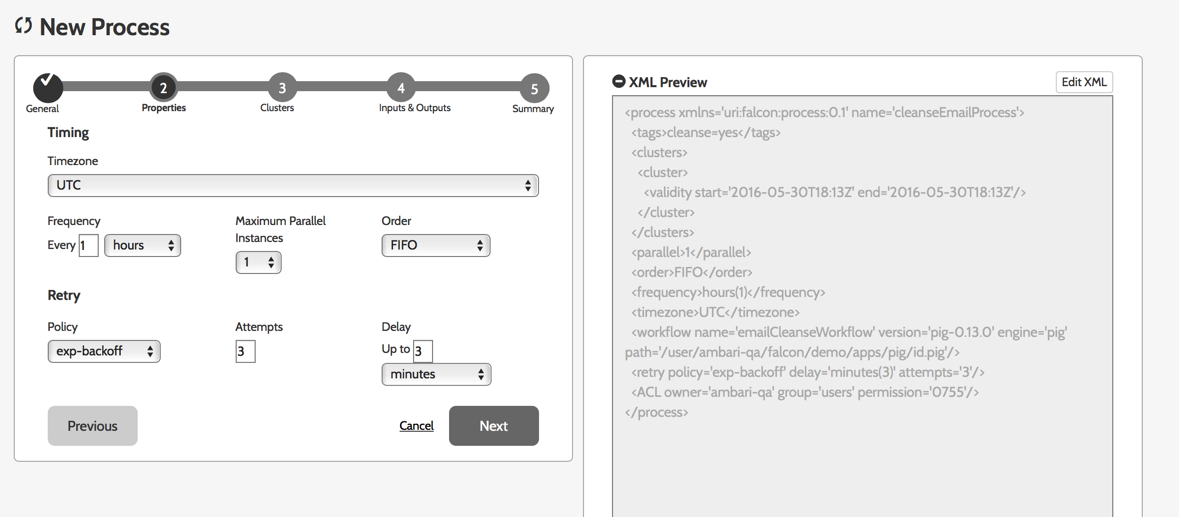 New Process
2 3 4 5
General Properties Clusters Inputs & Outputs Summary
Timing
Timezone
UTC
Frequency
Every 1 hours
Maximum Parallel
Instances
1
Order
FIFO
Retry
Policy
exp-backoff
Attempts
3
Delay
Up to 3
minutes
Previous Cancel Next
XML Preview Edit XML
<process xmlns='uri:falcon:process:0.1' name='cleanseEmailProcess'>
<tags>cleanse=yes</tags>
<clusters>
<cluster>
<validity start='2016-05-30T18:13Z' end='2016-05-30T18:13Z'/>
</cluster>
</clusters>
<parallel>1</parallel>
<order>FIFO</order>
<frequency>hours(1)</frequency>
<timezone>UTC</timezone>
<workflow name='emailCleanseWorkflow' version='pig-0.13.0' engine='pig'
path='/user/ambari-qa/falcon/demo/apps/pig/id.pig'/>
<retry policy='exp-backoff' delay='minutes(3)' attempts='3'/>
<ACL owner='ambari-qa' group='users' permission='0755'/>
</process>